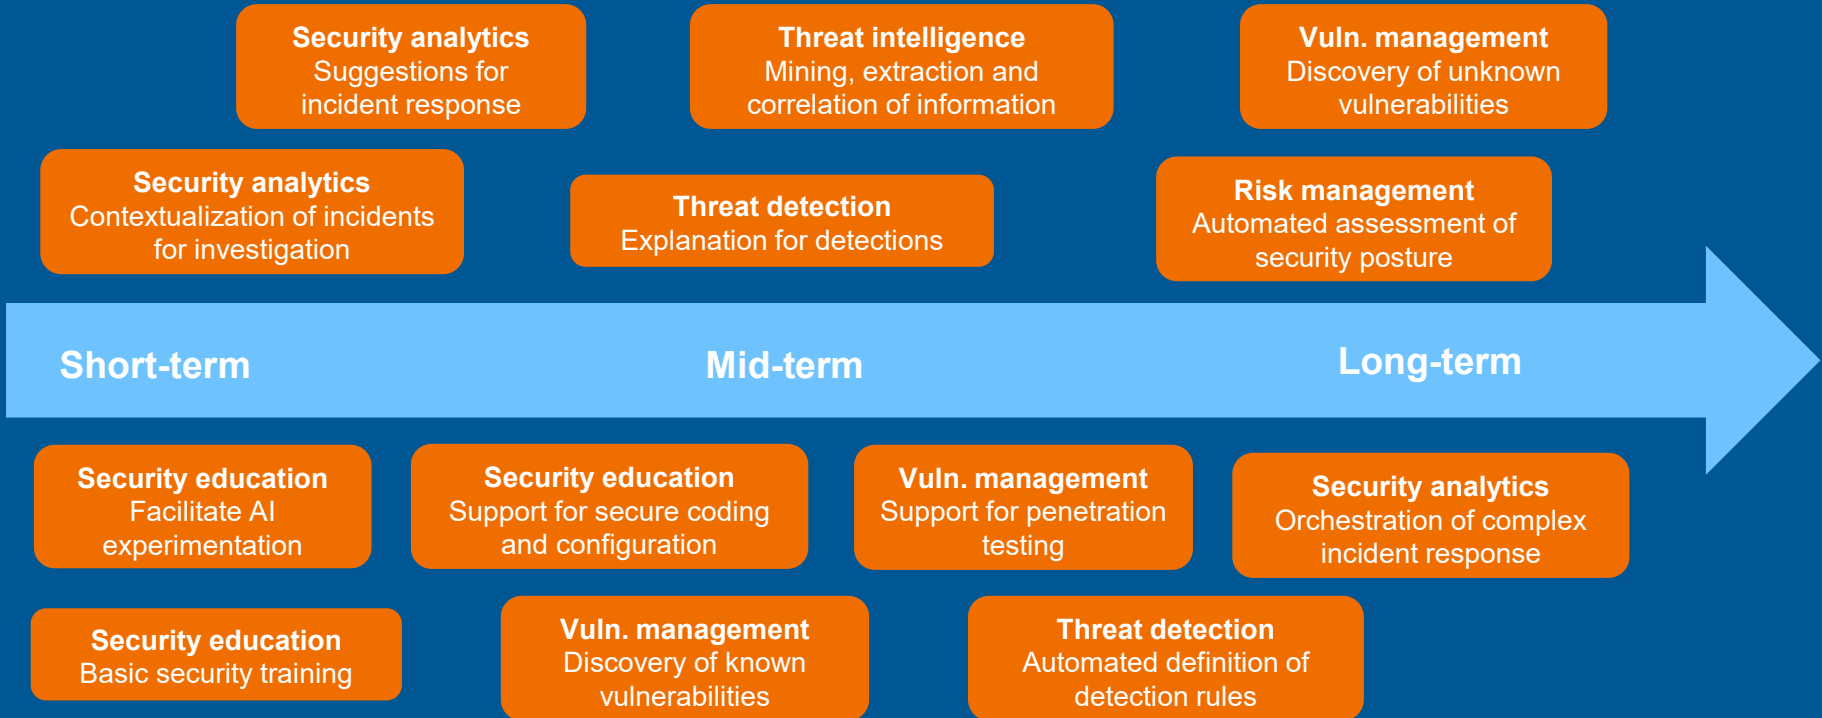 Security analytics
Suggestions for
incident response
Threat intelligence
Mining, extraction and
correlation of information
Vuln. management
Discovery of unknown
vulnerabilities
Security analytics
Contextualization of incidents
for investigation
Threat detection
Explanation for detections
Risk management
Automated assessment of
security posture
Short-term
Mid-term
Long-term
Security education
Facilitate AI
experimentation
Security education
Support for secure coding
and configuration
Vuln. management
Support for penetration
testing
Security analytics
Orchestration of complex
incident response
Security education
Basic security training
Vuln. management
Discovery of known
vulnerabilities
Threat detection
Automated definition of
detection rules